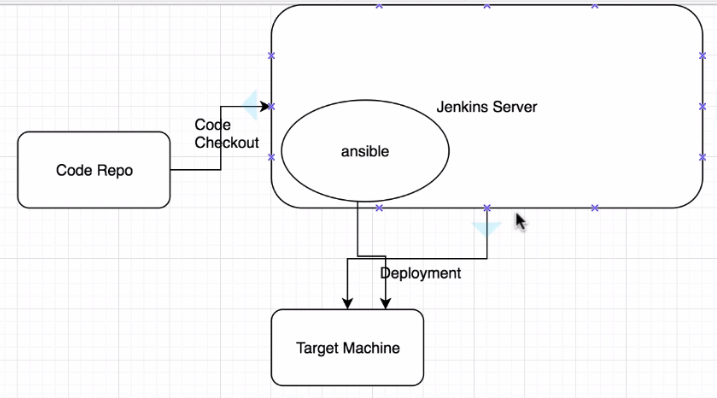 Jenkins Server
Code
Checkout
ansible
Code Repo
Deployment
Target Machine